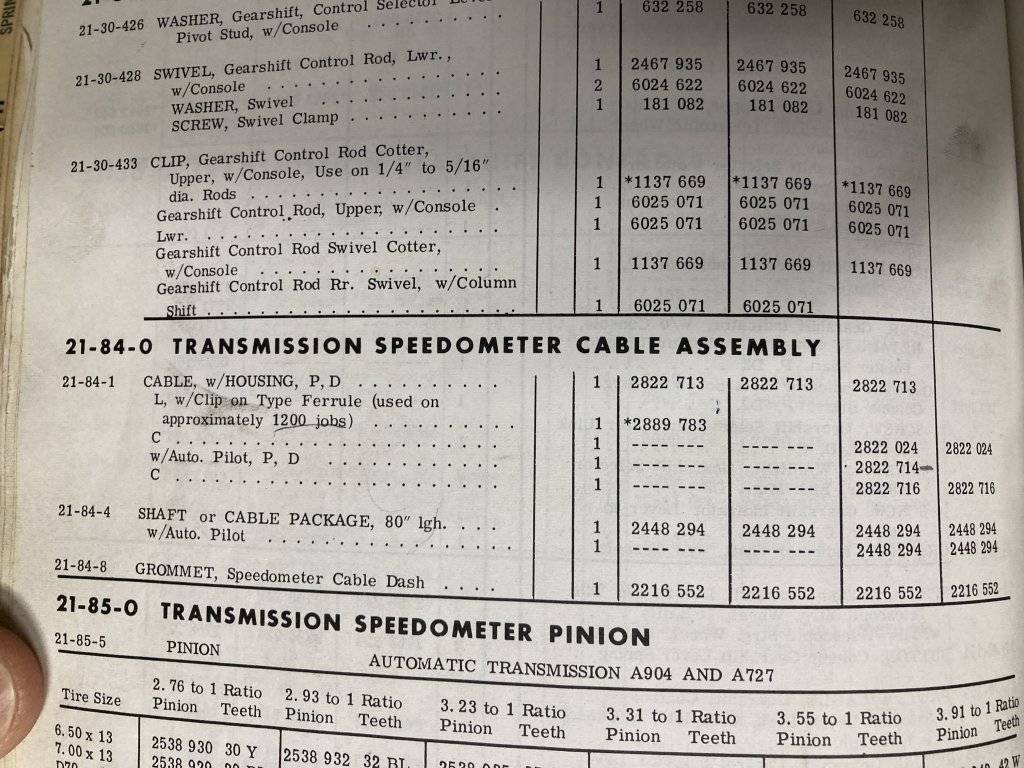 21-30-426 WASHER, Gearshift, Control Selector 1 632 258 632 258 632 258
Pivot Stud, w/Console . . . . . . . .
21-30-428 SWIVEL, Gearshift Control Rod, Lwr.,
w/Console . . . . . . . . . . . . . . 1 2467 935 2467 935 2467 935
WASHER, Swivel . . . . . . . . . . . . 2 6024 622 6024 622 6024 622
SCREW, Swivel Clamp . . . . . . . . . . 1 181 082 181 082 181 082
21-30-433 CLIP, Gearshift Control Rod Cotter,
Upper, w/Console, Use on 1/4" to 5/16"
dia. Rods . . . . . . . . . . . . . . 1 *1137 669 *1137 669 *1137 669
Gearshift Control Rod, Upper, w/Console . 1 6025 071 6025 071 6025 071
Lwr. . . . . . . . . . . . . . . . . 1 6025 071 6025 071 6025 071
Gearshift Control Rod Swivel Cotter,
w/Console . . . . . . . . . . . . . . 1 1137 669 1137 669 1137 669
Gearshift Control Rod Rr. Swivel, w/Column
Shift . . . . . . . . . . . . . . . . 1 6025 071 6025 071
21-84-0 TRANSMISSION SPEEDOMETER CABLE ASSEMBLY
21-84-1 CABLE, w/HOUSING, P, D . . . . . . . . . 1 2822 713 2822 713 2822 713
L, w/Clip on Type Ferrule (used on
approximately 1200 jobs) . . . . . . . . 1 *2889 783
C . . . . . . . . . . . . . . . . . . 1 ---- --- ---- --- 2822 024 2822 024
w/Auto. Pilot, P, D . . . . . . . . . . 1 ---- --- ---- --- 2822 714
C . . . . . . . . . . . . . . . . . . 1 ---- --- ---- --- 2822 716 2822 716
21-84-4 SHAFT or CABLE PACKAGE, 80" lgh. . . . . 1 2448 294 2448 294 2448 294 2448 294
w/Auto. Pilot . . . . . . . . . . . . . 1 ---- --- ---- --- 2448 294 2448 294
21-84-8 GROMMET, Speedometer Cable Dash . . . . 1 2216 552 2216 552 2216 552 2216 552
21-85-0 TRANSMISSION SPEEDOMETER PINION
21-85-5 PINION
AUTOMATIC TRANSMISSION A904 AND A727
Tire Size 2.76 to 1 Ratio 2.93 to 1 Ratio 3.23 to 1 Ratio 3.31 to 1 Ratio 3.55 to 1 Ratio 3.91 to 1 Ratio
Pinion Teeth Pinion Teeth Pinion Teeth Pinion Teeth Pinion Teeth Pinion Teeth
6.50 x 13 2538 930 30 Y 2538 932 32 BL 42 W
7.00 x 13